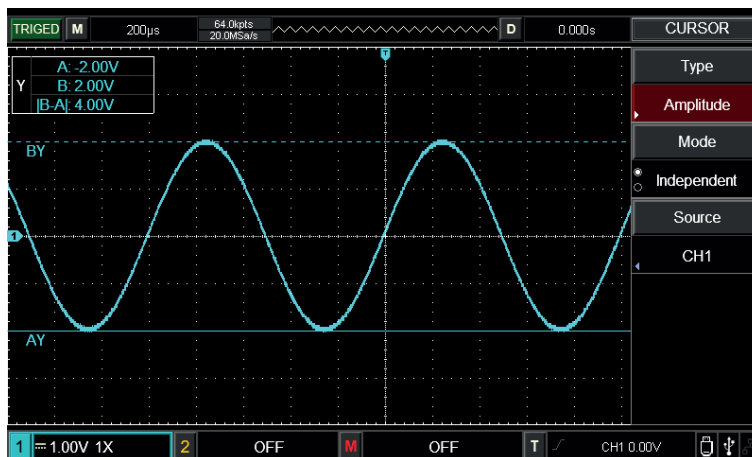 TRIGED M 200μs 64.0kpts D 0.000s CURSOR
20.0MSa/s
T
Type
A: -2.00V
Y B: 2.00V
|B-A|: 4.00V
Amplitude
Mode
BY
Independent
Source
1
CH1
AY
1 1.00V 1X 2 OFF M OFF T CH1 0.00V